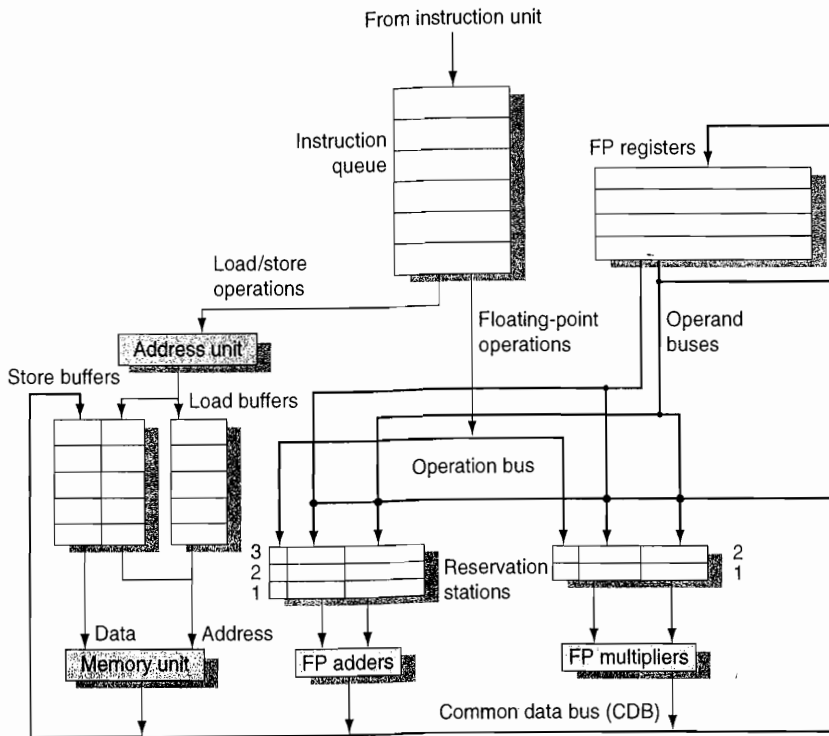 From instruction unit
Instruction
queue
FP registers
Load/store
operations
Floating-point
operations
Operand
buses
Address unit
Store buffers
Load buffers
Operation bus
3
2
1
Reservation
stations
2
1
Data
Address
Memory unit
FP adders
FP multipliers
Common data bus (CDB)